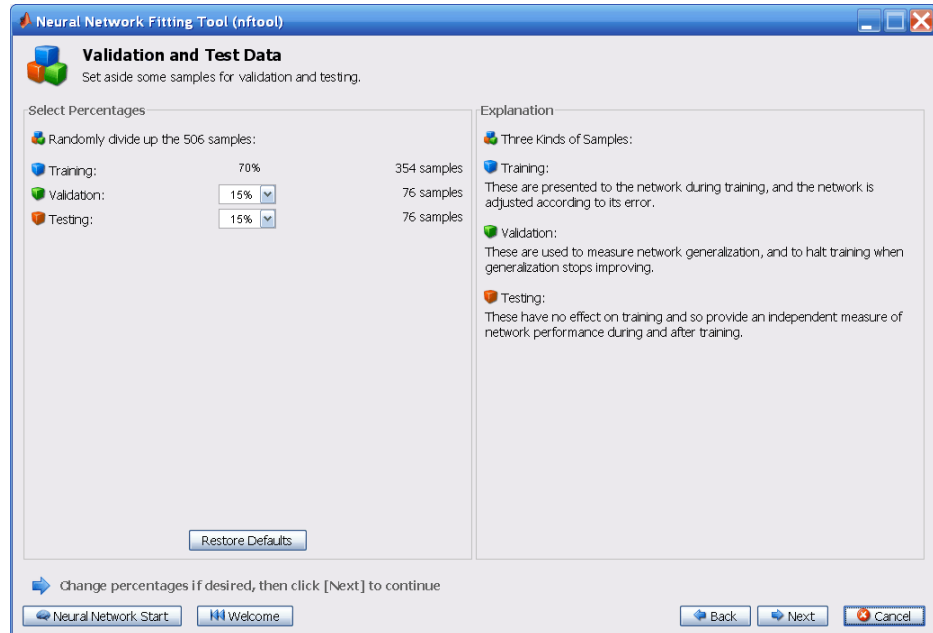 Neural Network Fitting Tool (nftool)
Validation and Test Data
Set aside some samples for validation and testing.
Select Percentages
Randomly divide up the 506 samples:
Training: 70% 354 samples
Validation: 15% 76 samples
Testing: 15% 76 samples
Restore Defaults
Explanation
Three Kinds of Samples:
Training:
These are presented to the network during training, and the network is
adjusted according to its error.
Validation:
These are used to measure network generalization, and to halt training when
generalization stops improving.
Testing:
These have no effect on training and so provide an independent measure of
network performance during and after training.
Change percentages if desired, then click [Next] to continue
Neural Network Start Welcome Back Next Cancel